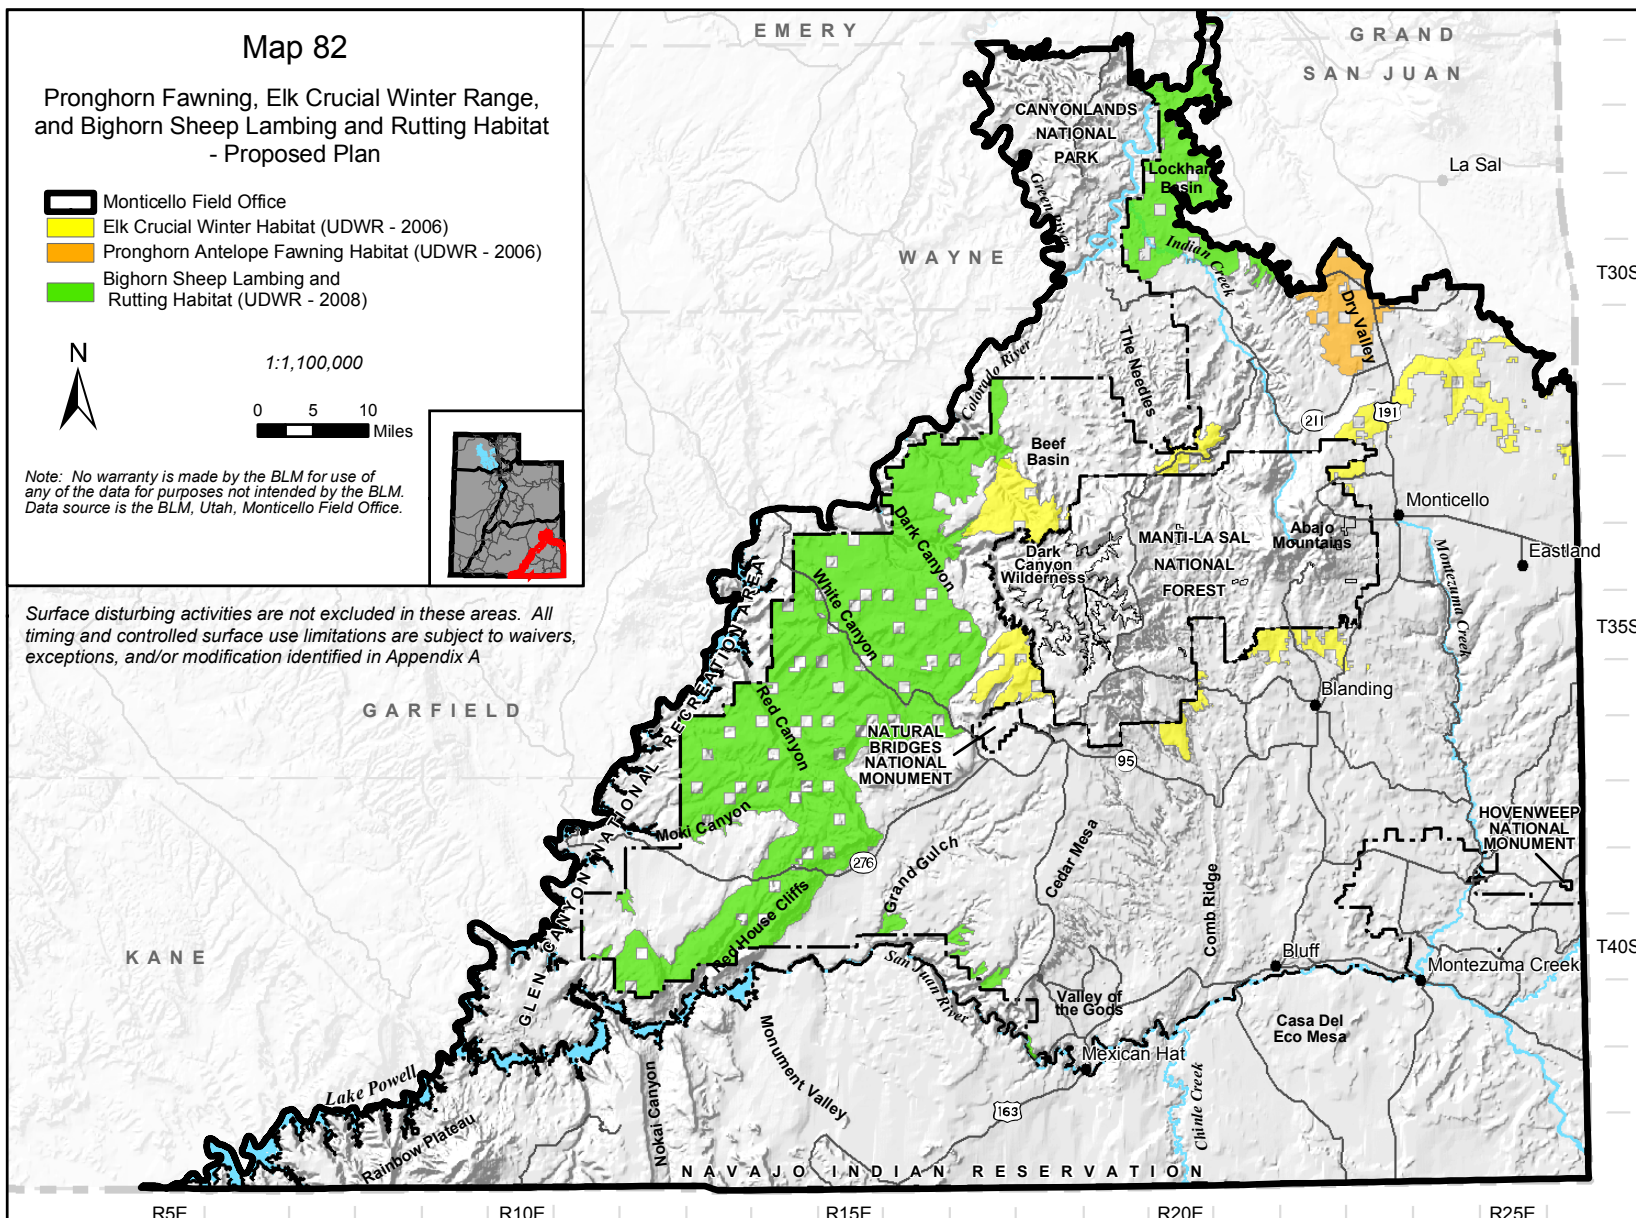 Map 82
Pronghorn Fawning, Elk Crucial Winter Range,
and Bighorn Sheep Lambing and Rutting Habitat
- Proposed Plan
Monticello Field Office
Elk Crucial Winter Habitat (UDWR - 2006)
Pronghorn Antelope Fawning Habitat (UDWR - 2006)
Bighorn Sheep Lambing and
Rutting Habitat (UDWR - 2008)
N
1:1,100,000
0 5 10
Miles
Note: No warranty is made by the BLM for use of
any of the data for purposes not intended by the BLM.
Data source is the BLM, Utah, Monticello Field Office.
Surface disturbing activities are not excluded in these areas. All
timing and controlled surface use limitations are subject to waivers,
exceptions, and/or modification identified in Appendix A
EMERY
GRAND
SAN JUAN
CANYONLANDS
NATIONAL
PARK
La Sal
Lockhar
Basin
Green River
WAYNE
Indian Creek
T30S
Dry Valley
Colorado River
The Needles
211
191
Beef
Basin
Monticello
Dark Canyon
Abajo
Mountains
MANTI-LA SAL
NATIONAL
FOREST
Eastland
Dark
Canyon
Wilderness
Montezuma Creek
White Canyon
T35S
GLEN CANYON NATIONAL RECREATION AREA
Blanding
GARFIELD
Red Canyon
NATURAL
BRIDGES
NATIONAL
MONUMENT
95
Moki Canyon
HOVENWEEP
NATIONAL
MONUMENT
276
Grand Gulch
Cedar Mesa
Comb Ridge
Red House Cliffs
KANE
T40S
Bluff
Montezuma Creek
San Juan River
Valley of
the Gods
Casa Del
Eco Mesa
Mexican Hat
Monument Valley
Lake Powell
Nokai Canyon
Chinle Creek
163
Rainbow Plateau
NAVAJO INDIAN RESERVATION
R5E R10E R15E R20E R25E